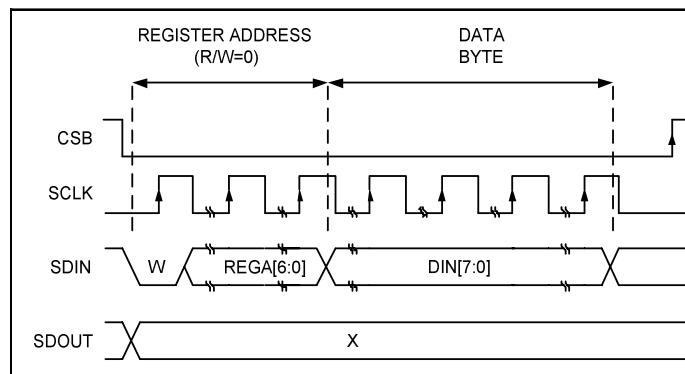 REGISTER ADDRESS
(R/W=0)
DATA
BYTE
CSB
SCLK
SDIN
W
REGA[6:0]
DIN[7:0]
SDOUT
X